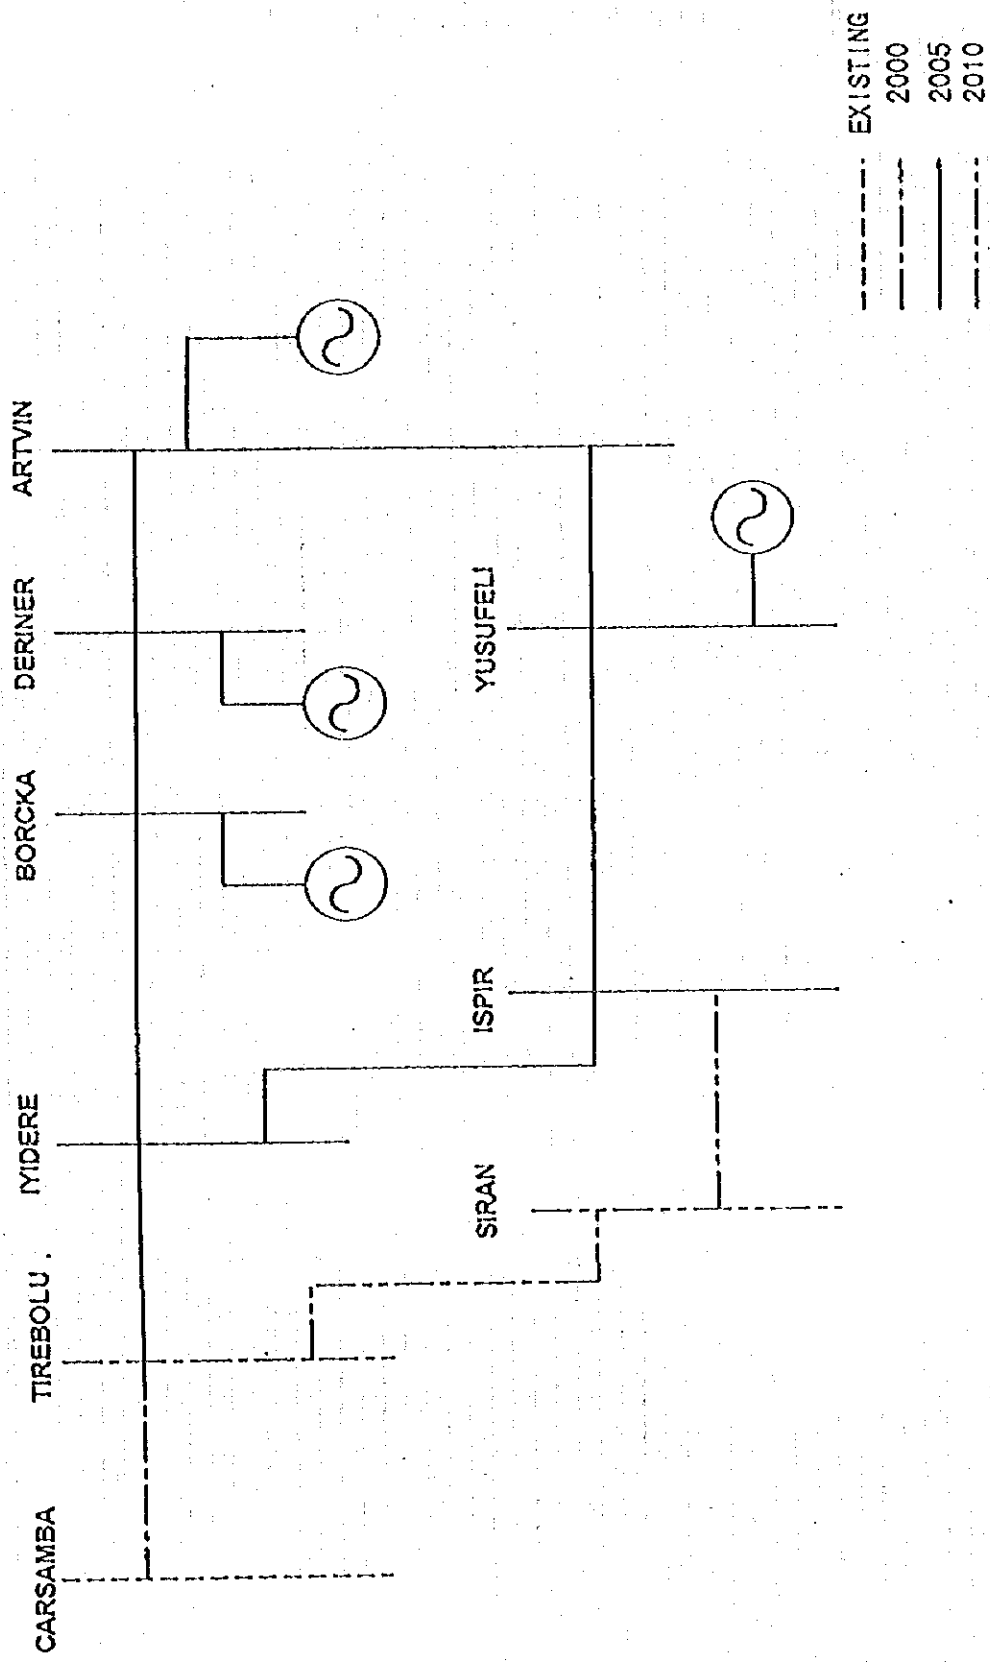 CARSAMBA
TIREBOLU .
IYIDERE
BORCKA
DERINER
ARTVIN
SIRAN
ISPIR
YUSUFELI
EXISTING
2000
2005
2010